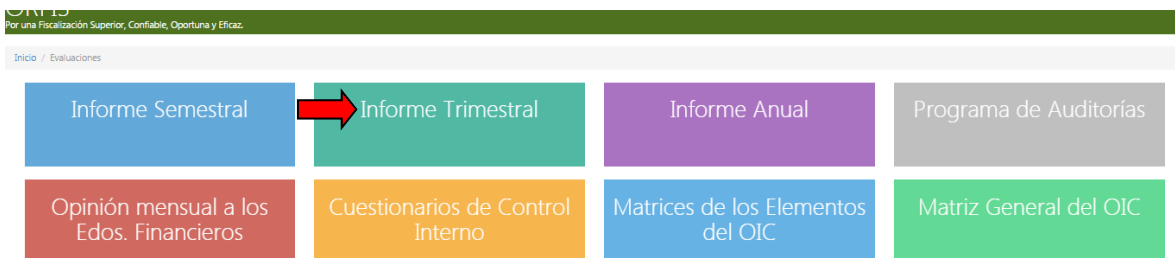 ORFIS
Por una Fiscalización Superior, Confiable, Oportuna y Eficaz.
Inicio / Evaluaciones
Informe Semestral
Informe Trimestral
Informe Anual
Programa de Auditorías
Opinión mensual a los
Edos. Financieros
Cuestionarios de Control
Interno
Matrices de los Elementos
del OIC
Matriz General del OIC